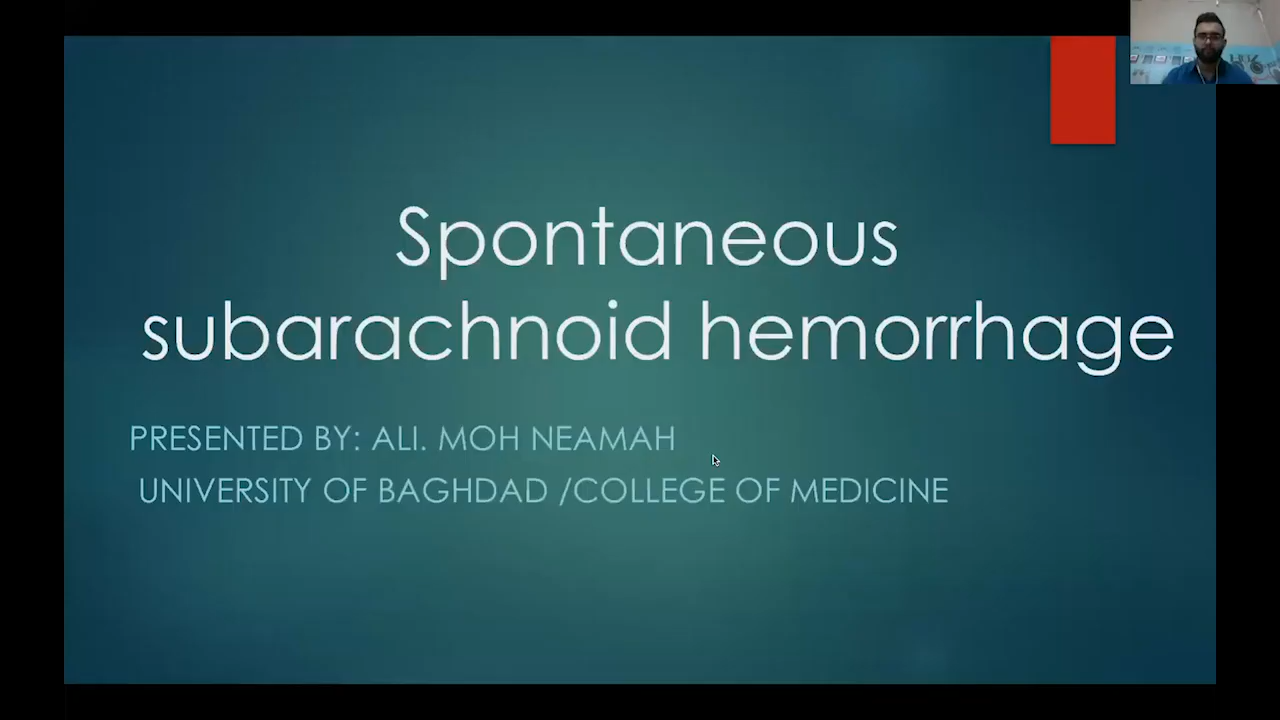 Spontaneous
subarachnoid hemorrhage
PRESENTED BY: ALI. MOH NEAMAH
UNIVERSITY OF BAGHDAD /COLLEGE OF MEDICINE